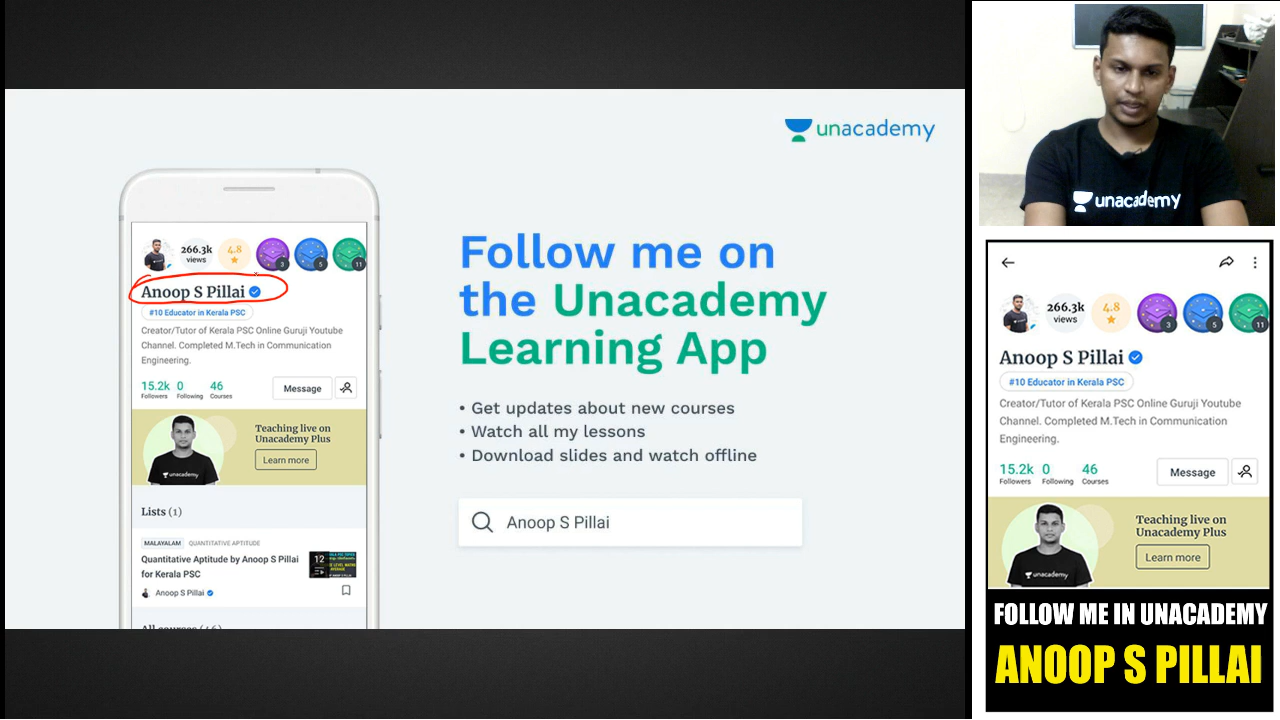 unacademy
266.3k
views
4.8
3
5
11
Anoop S Pillai
#10 Educator in Kerala PSC
Creator/Tutor of Kerala PSC Online Guruji Youtube
Channel. Completed M.Tech in Communication
Engineering.
15.2k 0 46
Followers Following Courses
Message
Teaching live on
Unacademy Plus
Learn more
unacademy
Lists (1)
MALAYALAM QUANTITATIVE APTITUDE
Quantitative Aptitude by Anoop S Pillai
for Kerala PSC
12
Anoop S Pillai
All courses (46)
Follow me on
the Unacademy
Learning App
• Get updates about new courses
• Watch all my lessons
• Download slides and watch offline
Anoop S Pillai
unacademy
266.3k
views
4.8
3
5
11
Anoop S Pillai
#10 Educator in Kerala PSC
Creator/Tutor of Kerala PSC Online Guruji Youtube
Channel. Completed M.Tech in Communication
Engineering.
15.2k 0 46
Followers Following Courses
Message
Teaching live on
Unacademy Plus
Learn more
unacademy
FOLLOW ME IN UNACADEMY
ANOOP S PILLAI